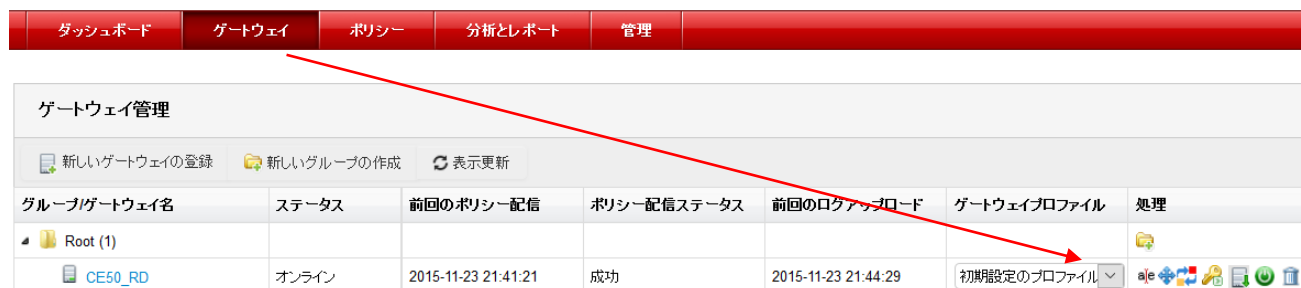 ダッシュボード ゲートウェイ ポリシー 分析とレポート 管理
ゲートウェイ管理
新しいゲートウェイの登録 新しいグループの作成 表示更新
グループ/ゲートウェイ名 ステータス 前回のポリシー配信 ポリシー配信ステータス 前回のログアップロード ゲートウェイプロファイル 処理
Root (1)
CE50_RD オンライン 2015-11-23 21:41:21 成功 2015-11-23 21:44:29 初期設定のプロファイル a|e